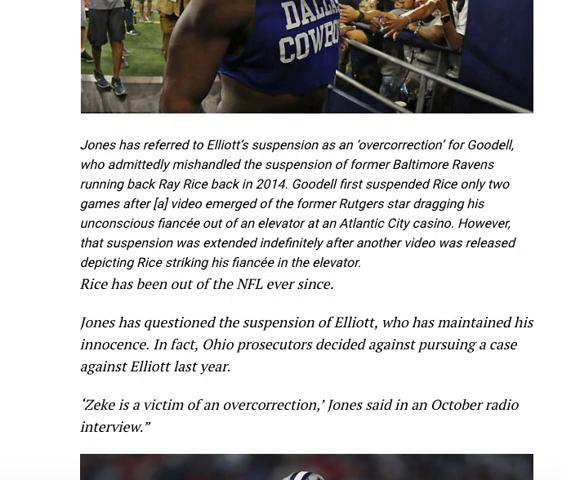 DALLAS
COWBO
Jones has referred to Elliott's suspension as an 'overcorrection' for Goodell,
who admittedly mishandled the suspension of former Baltimore Ravens
running back Ray Rice back in 2014. Goodell first suspended Rice only two
games after [a] video emerged of the former Rutgers star dragging his
unconscious fiancée out of an elevator at an Atlantic City casino. However,
that suspension was extended indefinitely after another video was released
depicting Rice striking his fiancée in the elevator.
Rice has been out of the NFL ever since.
Jones has questioned the suspension of Elliott, who has maintained his
innocence. In fact, Ohio prosecutors decided against pursuing a case
against Elliott last year.
‘Zeke is a victim of an overcorrection,’ Jones said in an October radio
interview.”